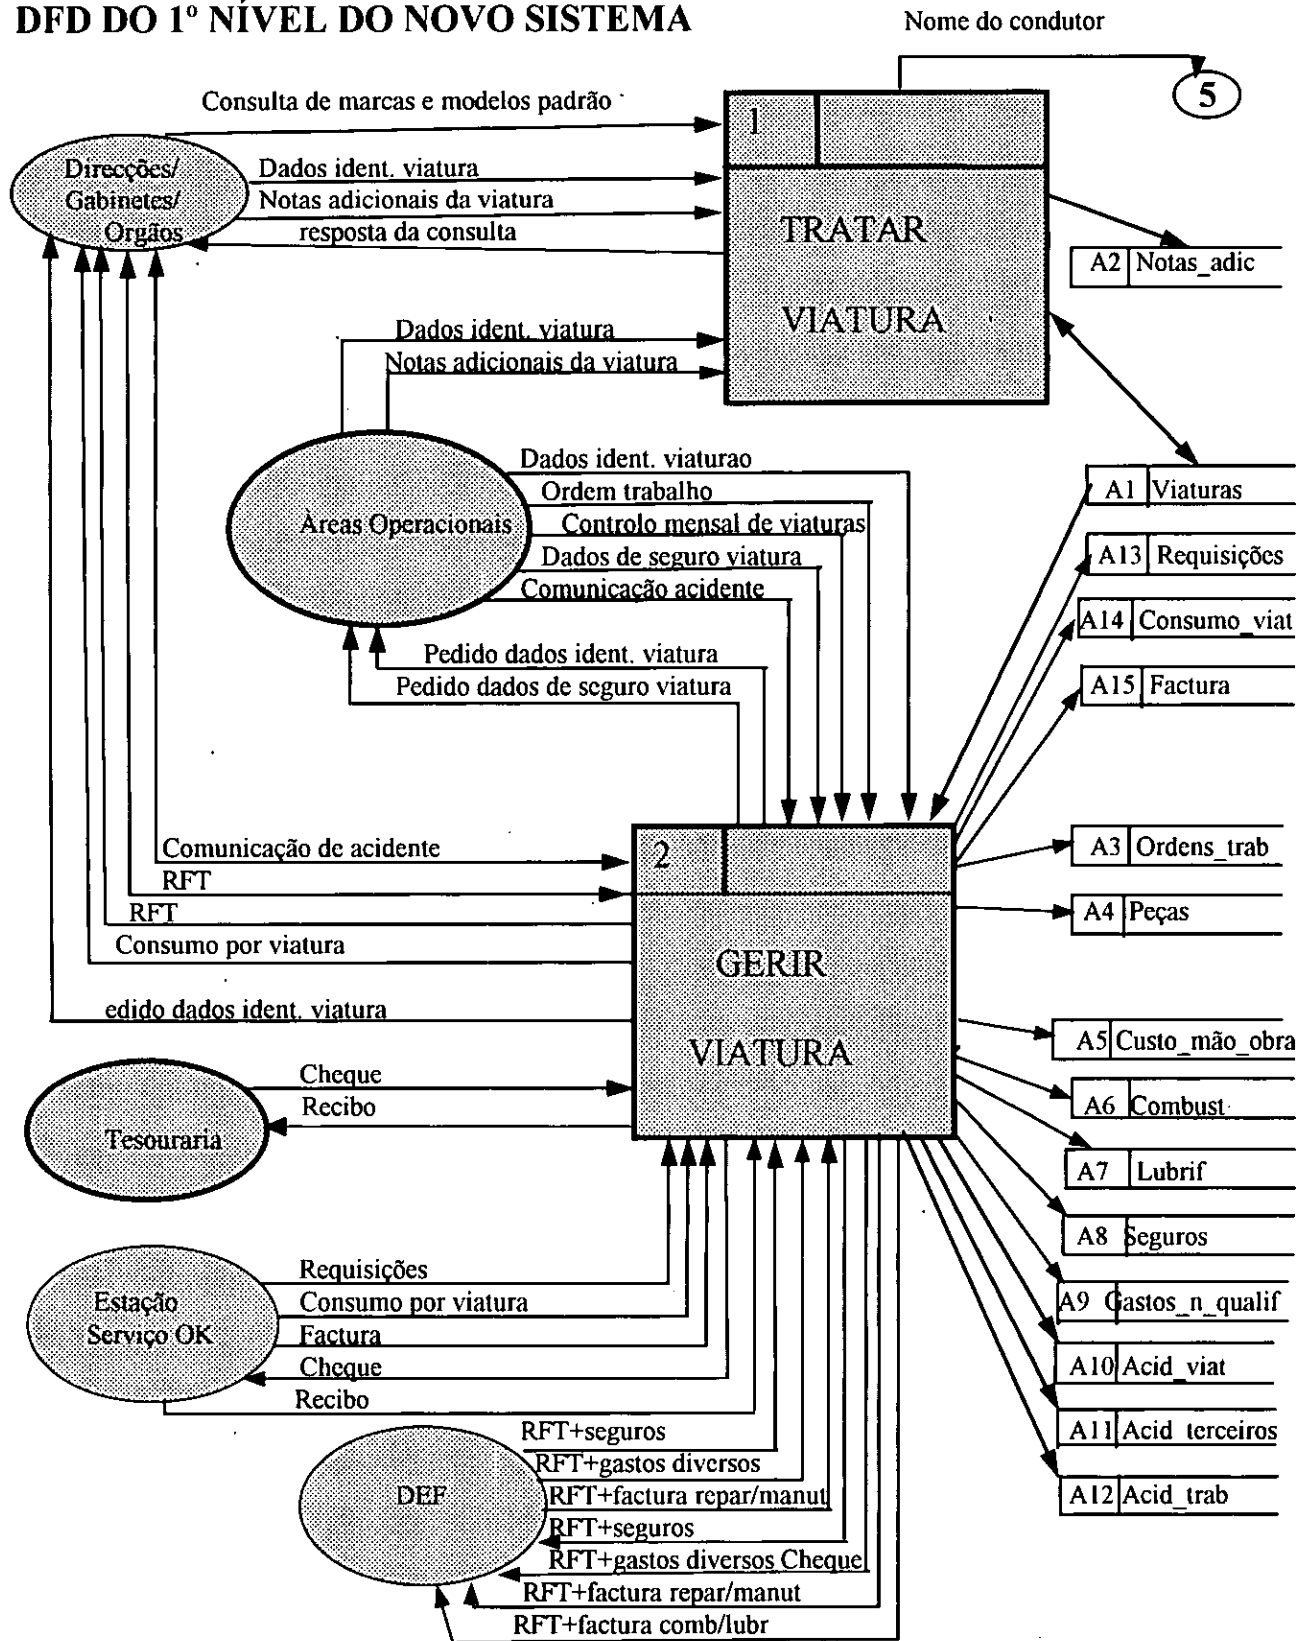 DFD DO 1º NÍVEL DO NOVO SISTEMA
Nome do condutor
5
Consulta de marcas e modelos padrão
1
Direcções/
Gabinetes/
Orgãos
Dados ident. viatura
Notas adicionais da viatura
resposta da consulta
TRATAR
VIATURA
A2 Notas_adic
Dados ident. viatura
Notas adicionais da viatura
Àreas Operacionais
Dados ident. viaturao
Ordem trabalho
Controlo mensal de viaturas
Dados de seguro viatura
Comunicação acidente
A1 Viaturas
A13 Requisições
A14 Consumo_viat
A15 Factura
Pedido dados ident. viatura
Pedido dados de seguro viatura
Comunicação de acidente
RFT
RFT
Consumo por viatura
edido dados ident. viatura
2
GERIR
VIATURA
A3 Ordens_trab
A4 Peças
A5 Custo_mão_obra
A6 Combust
A7 Lubrif
A8 Seguros
A9 Gastos_n_qualif
A10 Acid_viat
A11 Acid_terceiros
A12 Acid_trab
Tesouraria
Cheque
Recibo
Estação
Serviço OK
Requisições
Consumo por viatura
Factura
Cheque
Recibo
DEF
RFT+seguros
RFT+gastos diversos
RFT+factura repar/manut
RFT+seguros
RFT+gastos diversos Cheque
RFT+factura repar/manut
RFT+factura comb/lubr